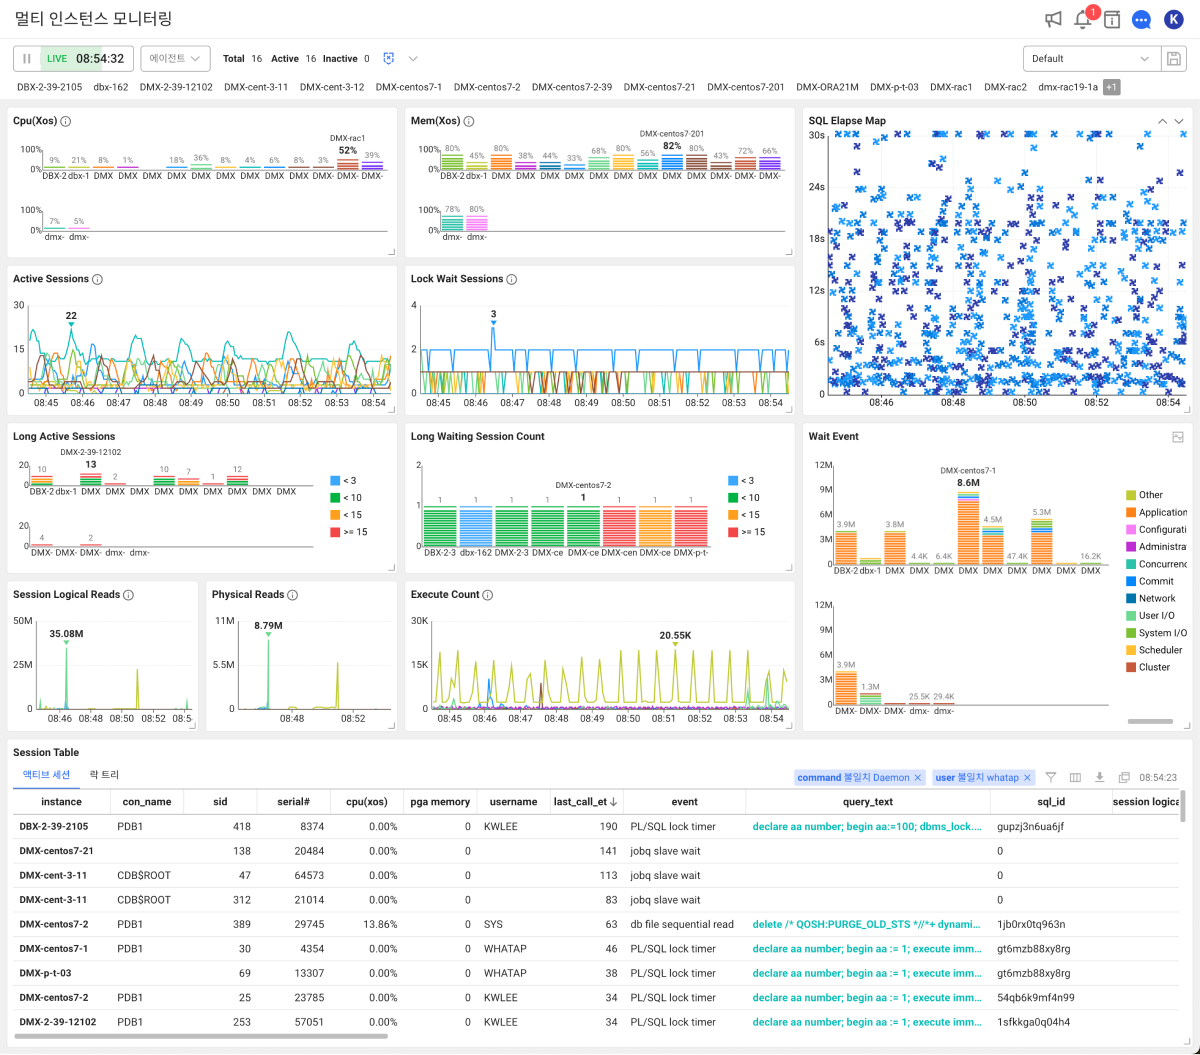 멀티 인스턴스 모니터링
1
K
LIVE 08:54:32
에이전트
Total 16 Active 16 Inactive 0
Default
DBX-2-39-2105 dbx-162 DMX-2-39-12102 DMX-cent-3-11 DMX-cent-3-12 DMX-centos7-1 DMX-centos7-2 DMX-centos7-2-39 DMX-centos7-21 DMX-centos7-201 DMX-ORA21M DMX-p-t-03 DMX-rac1 DMX-rac2 dmx-rac19-1a +1
Cpu(Xos)
DMX-rac1
100%
9% 21% 8% 1% 18% 36% 8% 4% 6% 8% 3% 52% 39%
0%
DBX-2 dbx-1 DMX DMX DMX DMX DMX DMX DMX DMX DMX DMX DMX- DMX-
100%
7% 5%
0%
dmx- dmx-
Mem(Xos)
DMX-centos7-201
100%
80% 45% 80% 38% 44% 33% 68% 80% 56% 82% 80% 43% 72% 66%
0%
DBX-2 dbx-1 DMX DMX DMX DMX DMX DMX DMX DMX DMX DMX DMX- DMX-
100%
78% 80%
0%
dmx- dmx-
SQL Elapse Map
30s
24s
18s
12s
6s
0
08:46 08:48 08:50 08:52 08:54
Active Sessions
30
22
15
0
08:45 08:46 08:47 08:48 08:49 08:50 08:51 08:52 08:53 08:54
Lock Wait Sessions
4
3
2
0
08:45 08:46 08:47 08:48 08:49 08:50 08:51 08:52 08:53 08:54
Long Active Sessions
DMX-2-39-12102
20
10 13 2 10 7 1 12
0
DBX-2 dbx-1 DMX DMX DMX DMX DMX DMX DMX DMX DMX
20
4 2
0
DMX- DMX- DMX- dmx- dmx-
< 3
< 10
< 15
>= 15
Long Waiting Session Count
2
DMX-centos7-2
1
1 1 1 1 1 1 1 1
0
DBX-2-3 dbx-162 DMX-2-3 DMX-ce DMX-ce DMX-cen DMX-ce DMX-p-t-
< 3
< 10
< 15
>= 15
Wait Event
12M
9M
6M
3M
0
DMX-centos7-1
3.9M 3.8M 4.4K 6.4K 8.6M 4.5M 47.4K 5.3M 16.2K
DBX-2 dbx-1 DMX DMX DMX DMX DMX DMX DMX DMX DMX
12M
9M
6M
3M
0
3.9M 1.3M 25.5K 29.4K
DMX- DMX- DMX- dmx- dmx-
Other
Application
Configurati
Administra
Concurrenc
Commit
Network
User I/O
System I/O
Scheduler
Cluster
Session Logical Reads
50M
35.08M
25M
0
08:46 08:48 08:50 08:52 08:5
Physical Reads
11M
8.79M
5.5M
0
08:48 08:52
Execute Count
30K
20.55K
15K
0
08:45 08:46 08:47 08:48 08:49 08:50 08:51 08:52 08:53 08:54
Session Table
액티브 세션 락 트리
command 불일치 Daemon × user 불일치 whatap × 08:54:23
instance con_name sid serial# cpu(xos) pga memory username last_call_et event query_text sql_id session logica
DBX-2-39-2105 PDB1 418 8374 0.00% 0 KWLEE 190 PL/SQL lock timer declare aa number; begin aa:=100; dbms_lock.... gupzj3n6ua6jf
DMX-centos7-21 138 20484 0.00% 0 141 jobq slave wait 0
DMX-cent-3-11 CDB$ROOT 47 64573 0.00% 0 113 jobq slave wait 0
DMX-cent-3-11 CDB$ROOT 312 21014 0.00% 0 83 jobq slave wait 0
DMX-centos7-2 PDB1 389 29745 13.86% 0 SYS 63 db file sequential read delete /* QOSH:PURGE_OLD_STS *//*+ dynami... 1jb0rx0tq963n
DMX-centos7-1 PDB1 30 4354 0.00% 0 WHATAP 46 PL/SQL lock timer declare aa number; begin aa := 1; execute imm... gt6mzb88xy8rg
DMX-p-t-03 69 13307 0.00% 0 WHATAP 38 PL/SQL lock timer declare aa number; begin aa := 1; execute imm... gt6mzb88xy8rg
DMX-centos7-2 PDB1 25 23785 0.00% 0 KWLEE 34 PL/SQL lock timer declare aa number; begin aa := 1; execute imm... 54qb6k9mf4n99
DMX-2-39-12102 PDB1 253 57051 0.00% 0 KWLEE 34 PL/SQL lock timer declare aa number; begin aa := 1; execute imm... 1sfkkga0q04h4